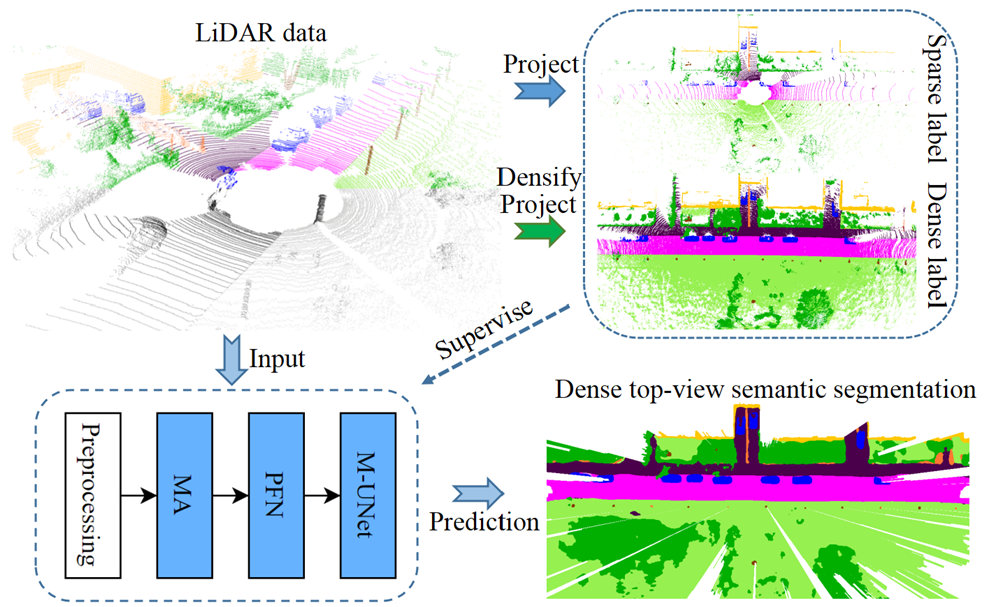 LiDAR data
Project
Sparse label
Densify
Project
Dense label
Supervise
Input
Preprocessing
MA
PFN
M-UNet
Prediction
Dense top-view semantic segmentation